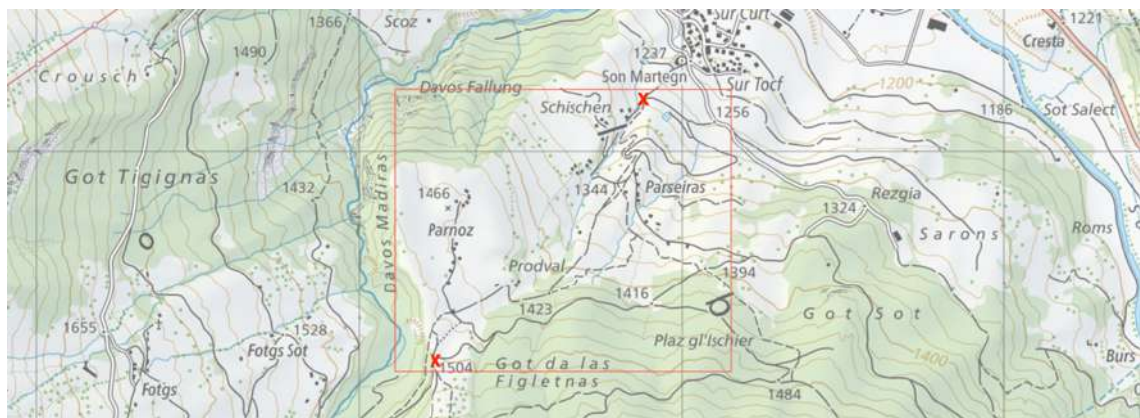 1366
Scoz
Sur Curt
1221
1490
1237
Cresta
Crousch
Son Martegn
Davos Fallung
Sur Tocf
1200
Schischen
1256
1186
Sot Salect
Got Tigignas
1432
1466
1344
Parseiras
Rezgia
Davos Madiras
1324
Roms
Parnoz
Sarons
Prodval
1394
1416
1423
Got Sot
1655
1528
Plaz gl'Ischier
Fotgs Sot
1400
Burs
1504
Got da las
Figletnas
Fotgs
1484